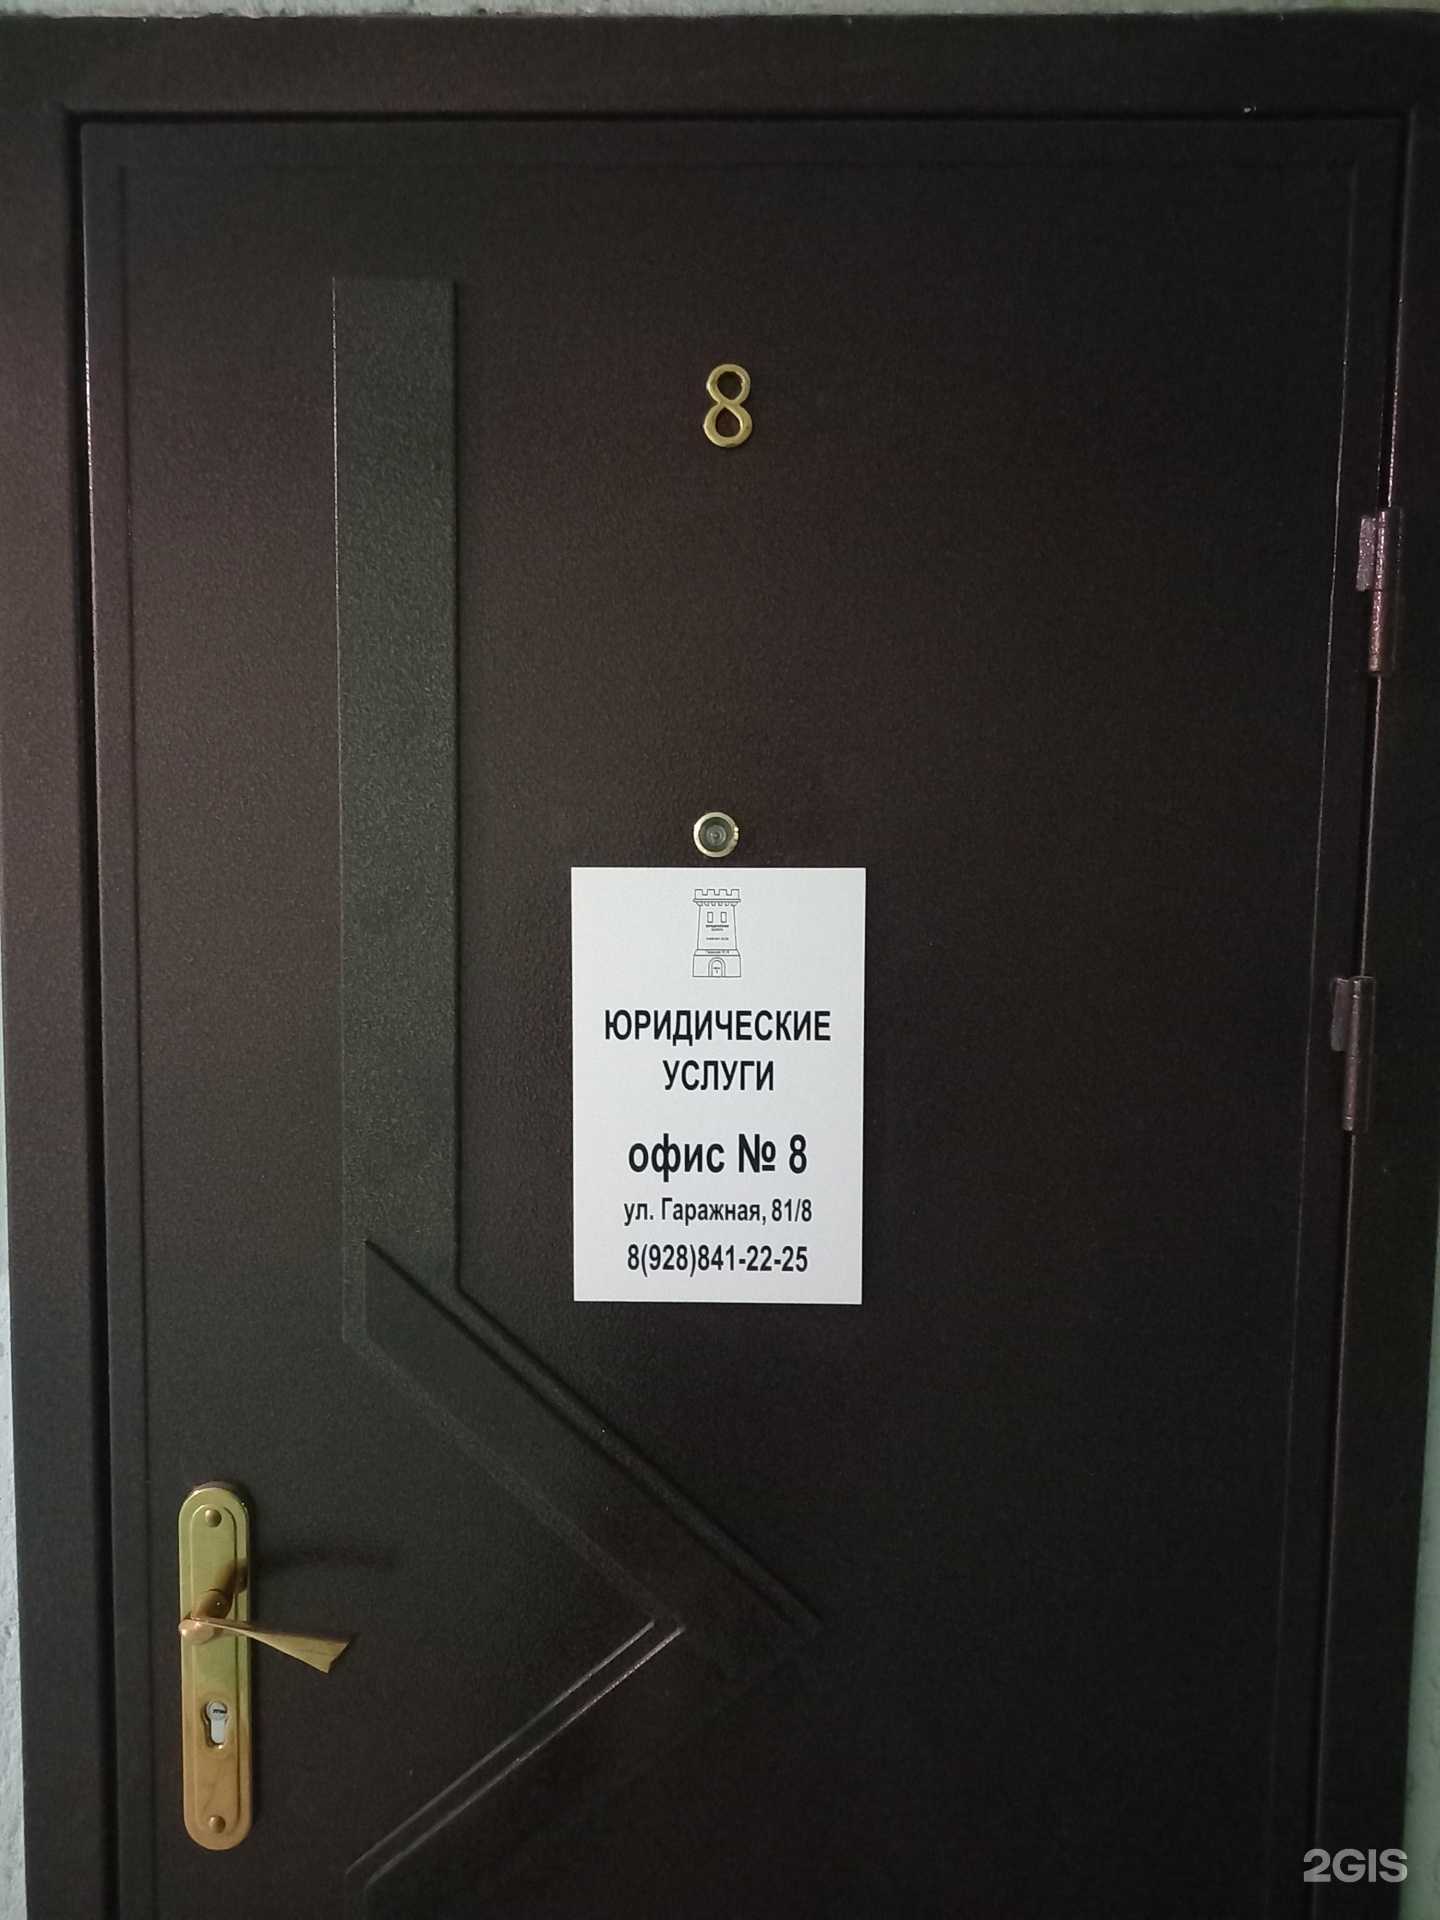 8
ЮРИДИЧЕСКИЕ
УСЛУГИ
офис № 8
ул. Гаражная, 81/8
8(928)841-22-25
2GIS